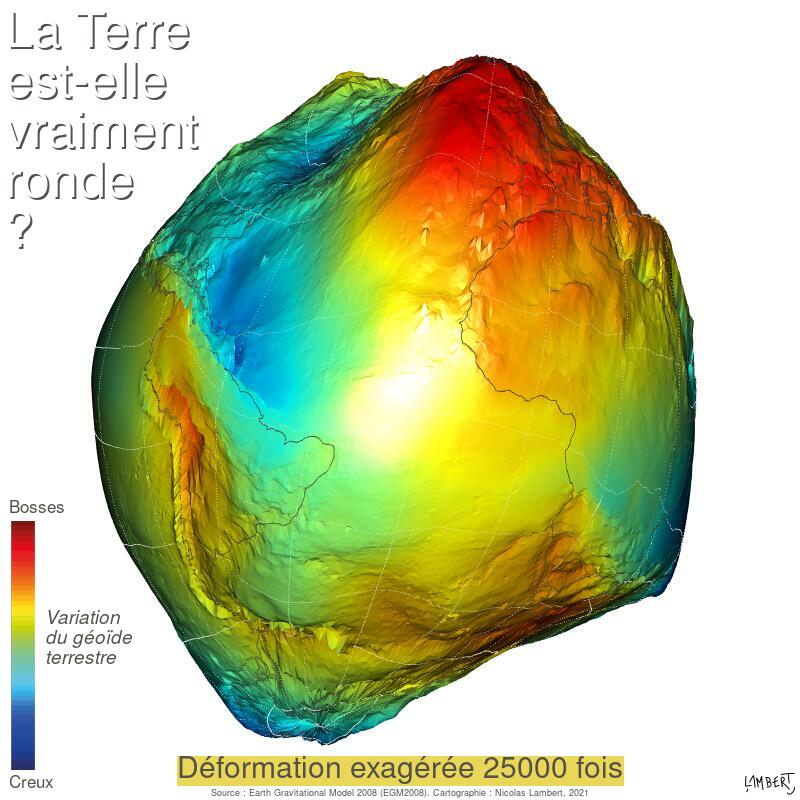 La Terre
est-elle
vraiment
ronde
?
Bosses
Variation
du géoïde
terrestre
Creux
Déformation exagérée 25000 fois
Source : Earth Gravitational Model 2008 (EGM2008). Cartographie : Nicolas Lambert, 2021
LAMBERT